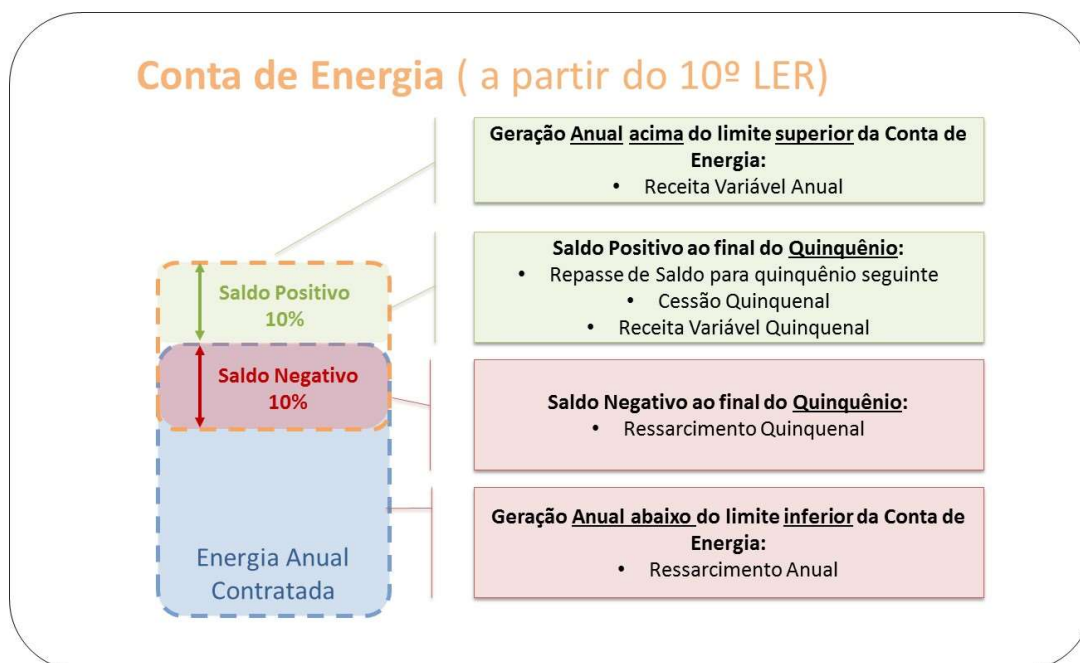 Conta de Energia ( a partir do 10º LER)
Geração Anual acima do limite superior da Conta de
Energia:
• Receita Variável Anual
Saldo Positivo ao final do Quinquênio:
• Repasse de Saldo para quinquênio seguinte
• Cessão Quinquenal
• Receita Variável Quinquenal
Saldo Positivo
10%
Saldo Negativo
10%
Saldo Negativo ao final do Quinquênio:
• Ressarcimento Quinquenal
Geração Anual abaixo do limite inferior da Conta de
Energia:
• Ressarcimento Anual
Energia Anual
Contratada